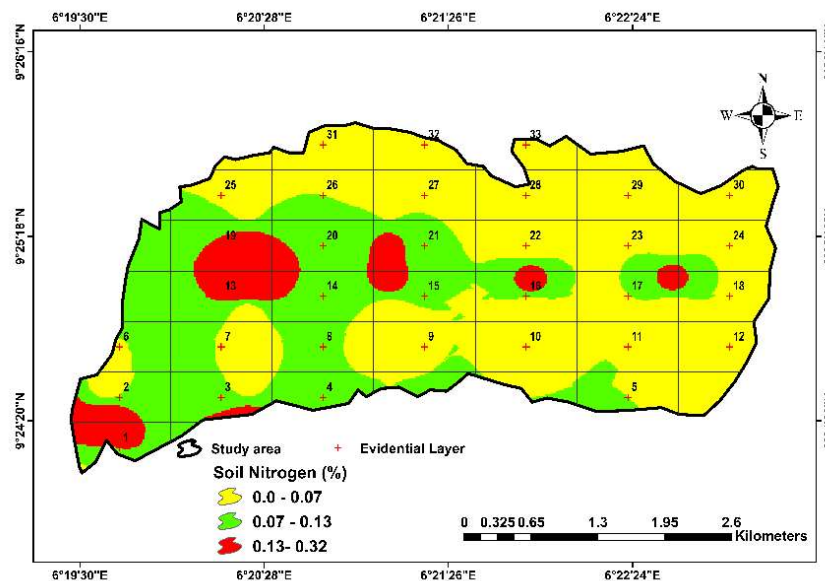 6°19'30"E 6°20'28"E 6°21'26"E 6°22'24"E
9°26'16"N
N
W E
S
31 32 33
25 26 27 28 29 30
9°25'18"N
19 20 21 22 23 24
13 14 15 16 17 18
6 7 8 9 10 11 12
2 3 4 5
9°24'20"N
1
Study area + Evidential Layer
Soil Nitrogen (%)
0.0 - 0.07
0.07 - 0.13
0.13- 0.32
0 0.325 0.65 1.3 1.95 2.6
Kilometers
6°19'30"E 6°20'28"E 6°21'26"E 6°22'24"E